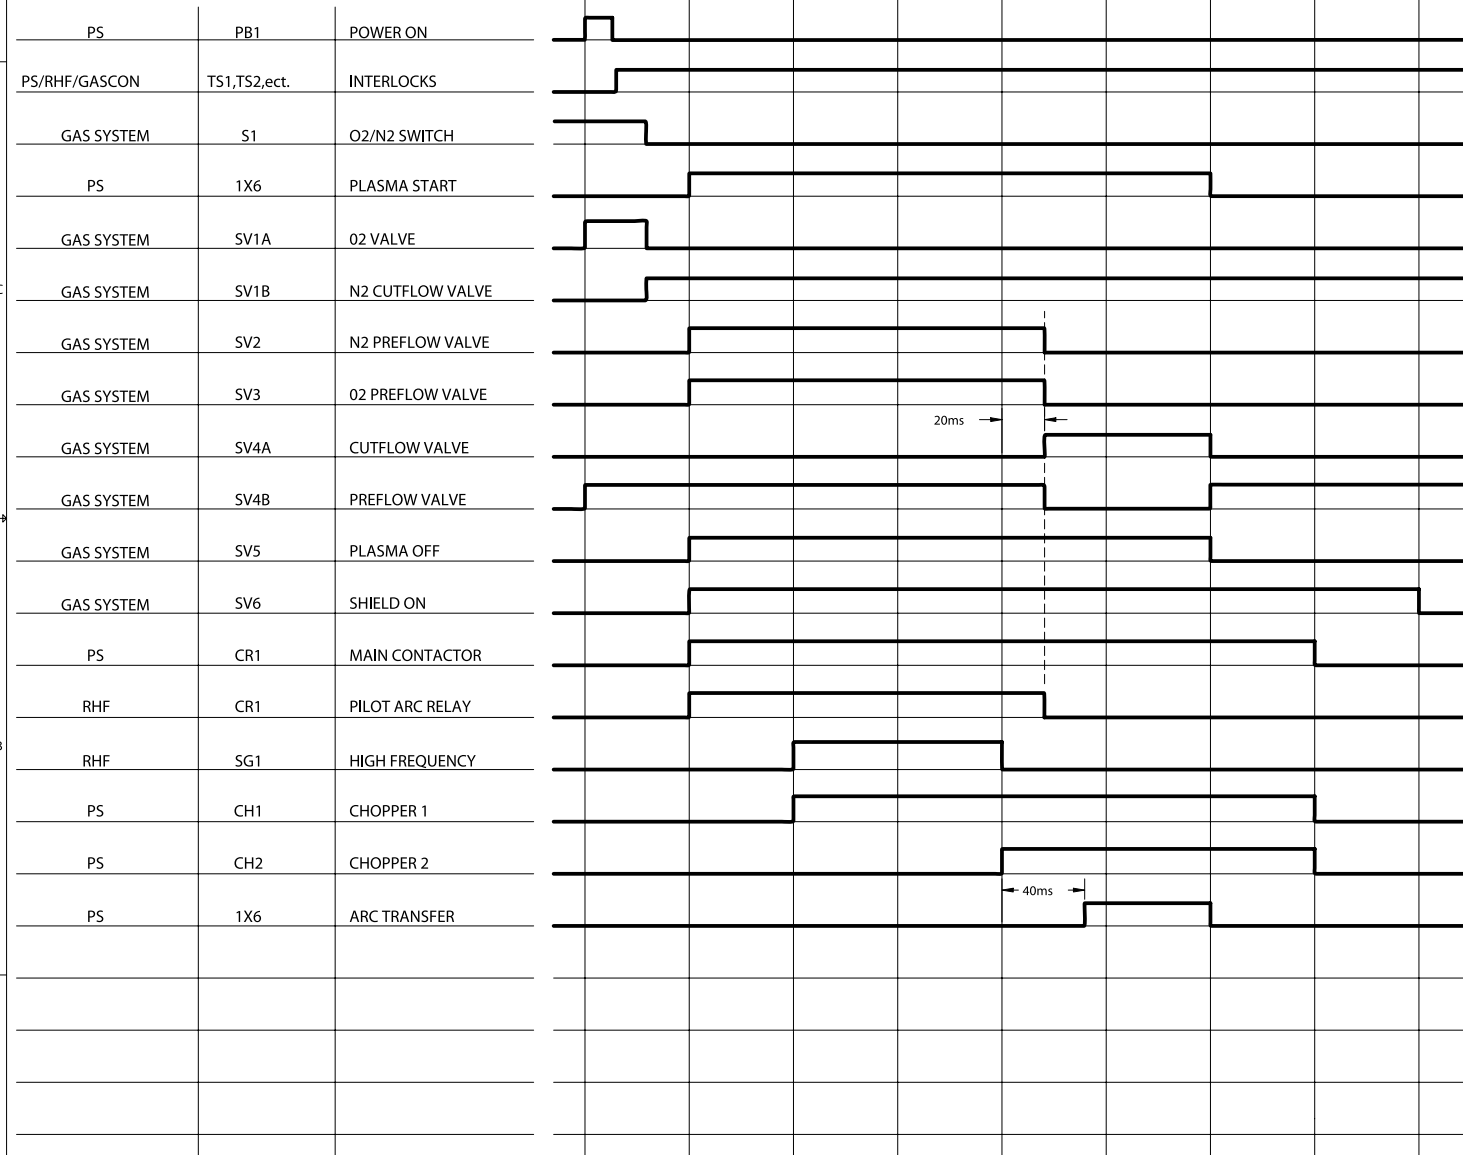 PS PB1 POWER ON
PS/RHF/GASCON TS1,TS2,ect. INTERLOCKS
GAS SYSTEM S1 O2/N2 SWITCH
PS 1X6 PLASMA START
GAS SYSTEM SV1A 02 VALVE
GAS SYSTEM SV1B N2 CUTFLOW VALVE
GAS SYSTEM SV2 N2 PREFLOW VALVE
GAS SYSTEM SV3 02 PREFLOW VALVE
20ms
GAS SYSTEM SV4A CUTFLOW VALVE
GAS SYSTEM SV4B PREFLOW VALVE
GAS SYSTEM SV5 PLASMA OFF
GAS SYSTEM SV6 SHIELD ON
PS CR1 MAIN CONTACTOR
RHF CR1 PILOT ARC RELAY
RHF SG1 HIGH FREQUENCY
PS CH1 CHOPPER 1
PS CH2 CHOPPER 2
40ms
PS 1X6 ARC TRANSFER